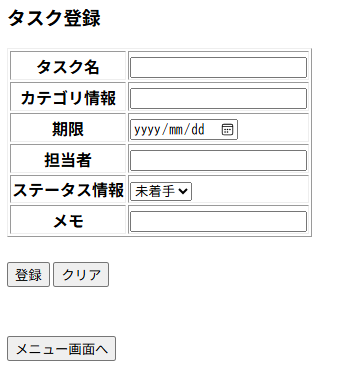 タスク登録
タスク名
カテゴリ情報
期限 yyyy/mm/dd
担当者
ステータス情報 未着手
メモ
登録 クリア
メニュー画面へ